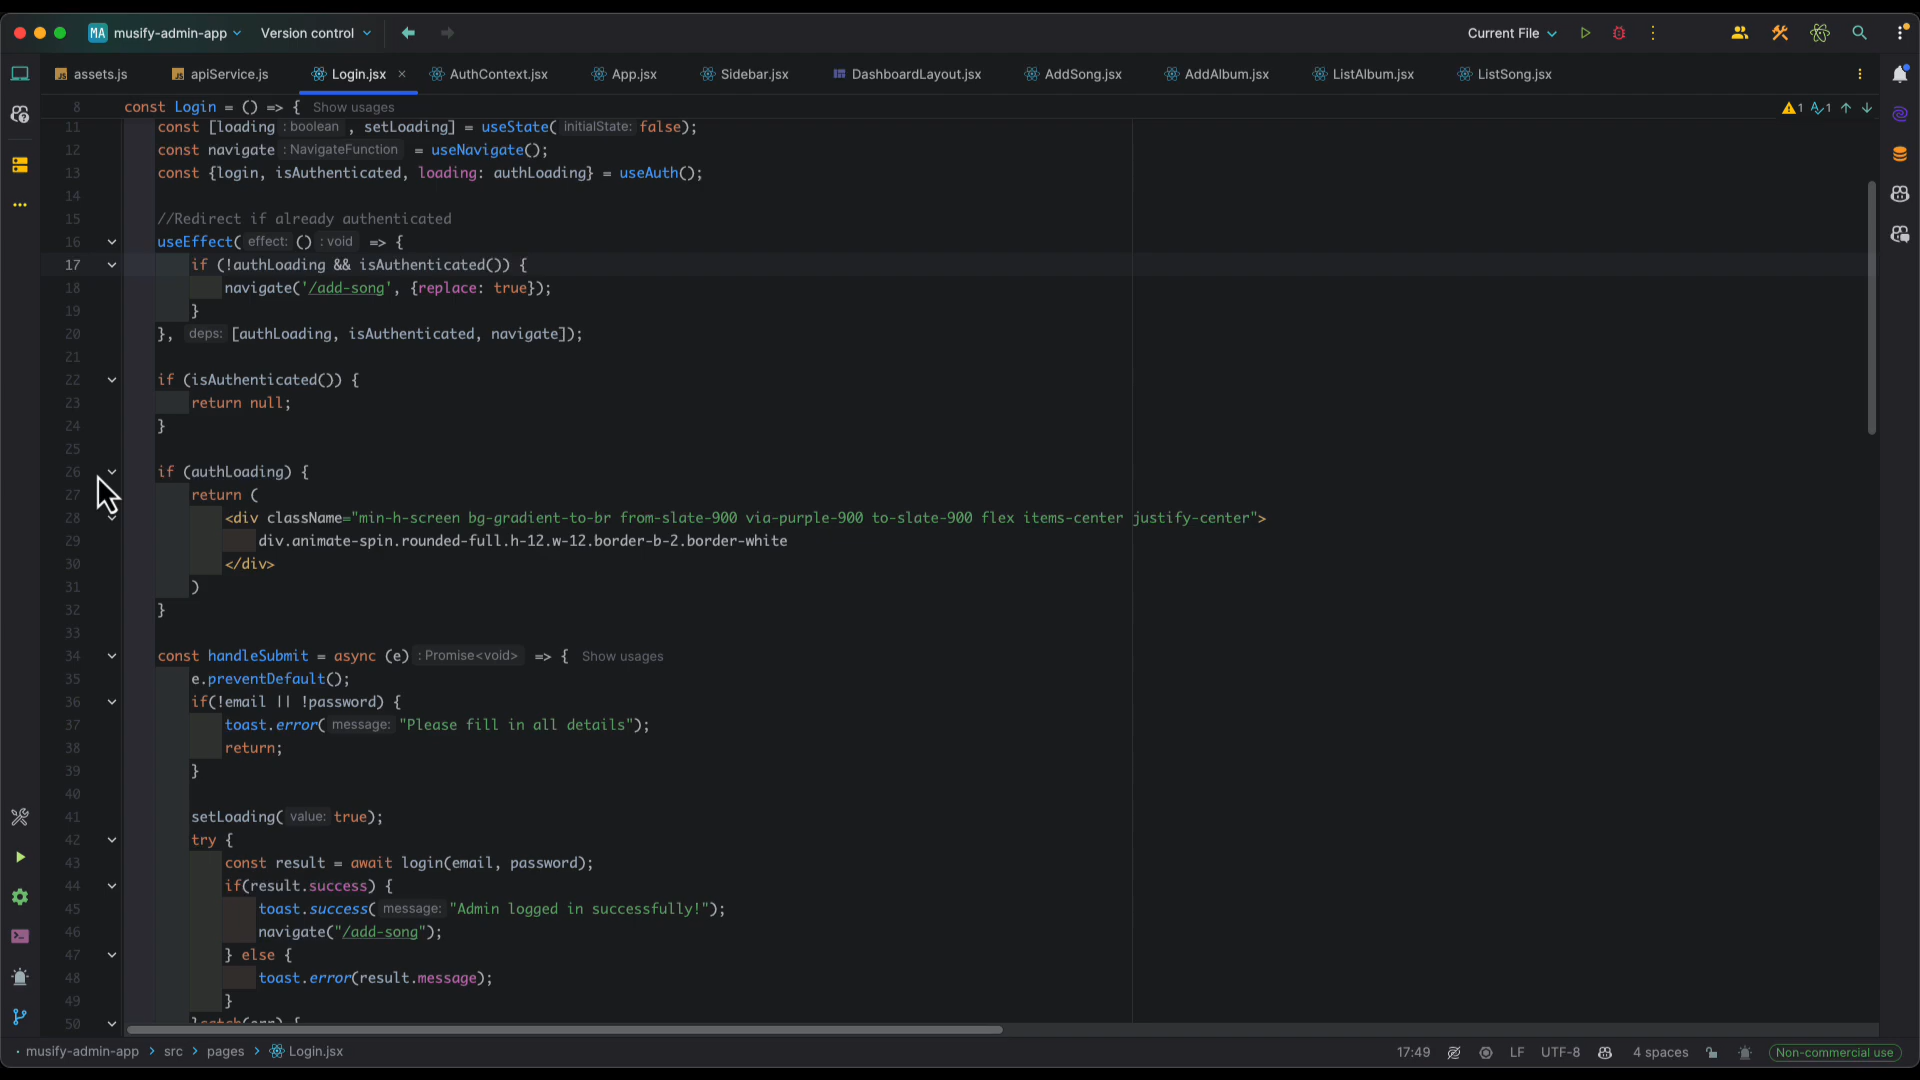 MA musify-admin-app Version control Current File
assets.js apiService.js Login.jsx AuthContext.jsx App.jsx Sidebar.jsx DashboardLayout.jsx AddSong.jsx AddAlbum.jsx ListAlbum.jsx ListSong.jsx
8 const Login = () => { Show usages 1 1
11 const [loading : boolean , setLoading] = useState( initialState: false);
12 const navigate : NavigateFunction = useNavigate();
13 const {login, isAuthenticated, loading: authLoading} = useAuth();
14
15 //Redirect if already authenticated
16 useEffect( effect: () : void => {
17 if (!authLoading && isAuthenticated()) {
18 navigate('/add-song', {replace: true});
19 }
20 }, deps: [authLoading, isAuthenticated, navigate]);
21
22 if (isAuthenticated()) {
23 return null;
24 }
25
26 if (authLoading) {
27 return (
28 <div className="min-h-screen bg-gradient-to-br from-slate-900 via-purple-900 to-slate-900 flex items-center justify-center">
29 div.animate-spin.rounded-full.h-12.w-12.border-b-2.border-white
30 </div>
31 )
32 }
33
34 const handleSubmit = async (e) : Promise<void> => { Show usages
35 e.preventDefault();
36 if(!email || !password) {
37 toast.error( message: "Please fill in all details");
38 return;
39 }
40
41 setLoading( value: true);
42 try {
43 const result = await login(email, password);
44 if(result.success) {
45 toast.success( message: "Admin logged in successfully!");
46 navigate("/add-song");
47 } else {
48 toast.error(result.message);
49 }
50 }catch(err) {
musify-admin-app > src > pages > Login.jsx 17:49 LF UTF-8 4 spaces Non-commercial use